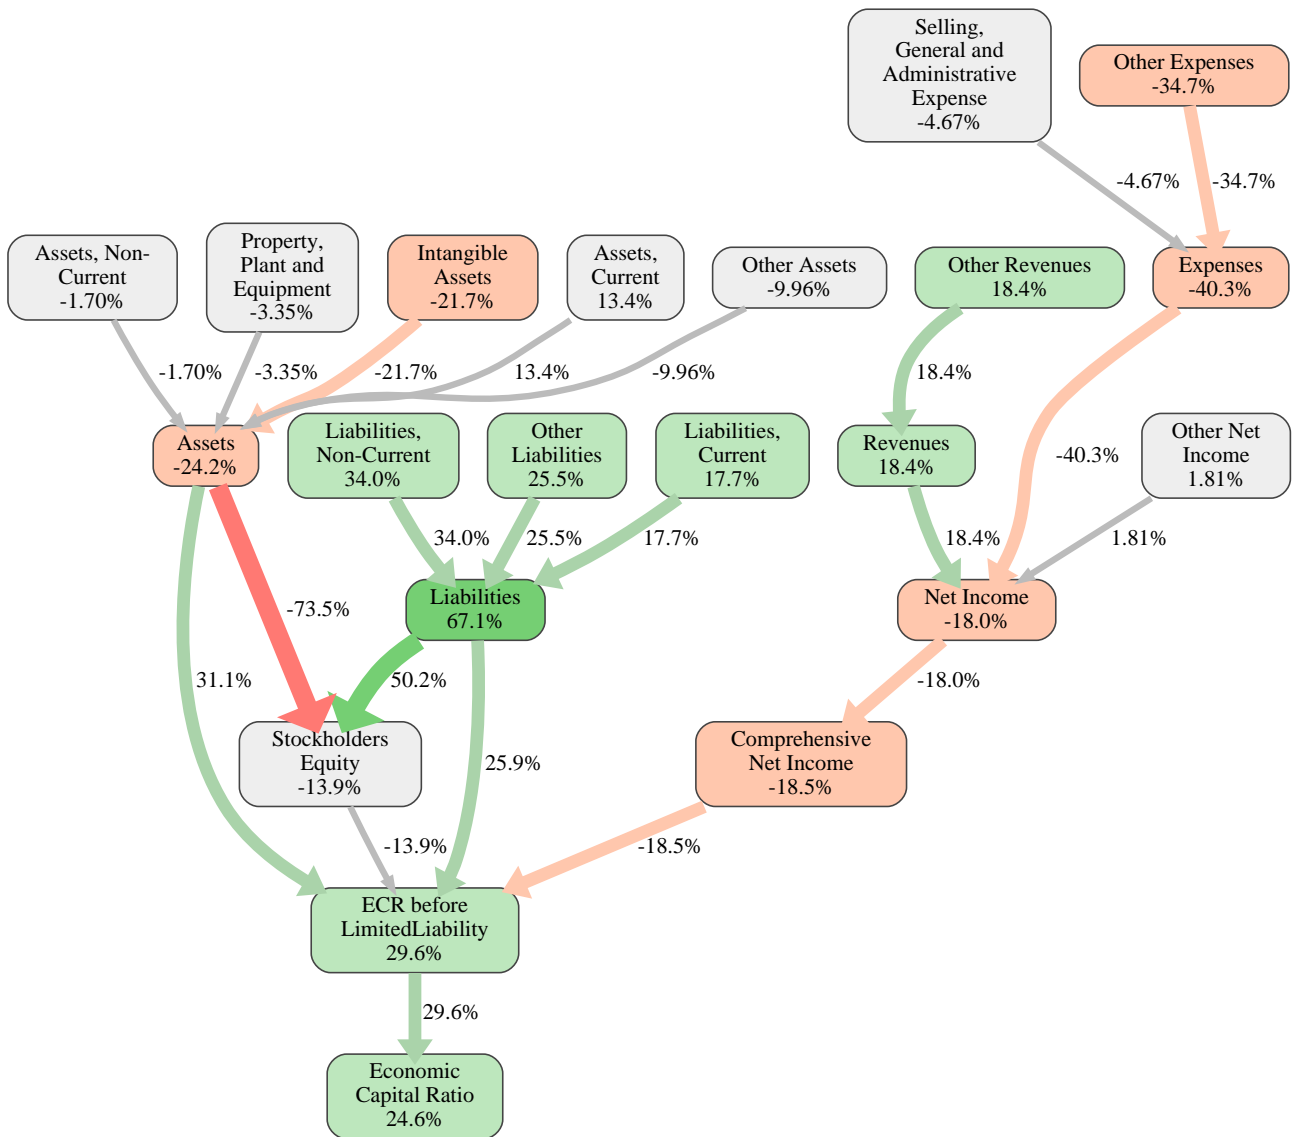 Selling,
General and
Administrative
Expense
-4.67%
Other Expenses
-34.7%
-4.67%
-34.7%
Assets, Non-
Current
-1.70%
Property,
Plant and
Equipment
-3.35%
Intangible
Assets
-21.7%
Assets,
Current
13.4%
Other Assets
-9.96%
Other Revenues
18.4%
Expenses
-40.3%
-1.70%
-3.35%
-21.7%
13.4%
-9.96%
18.4%
-40.3%
Assets
-24.2%
Liabilities,
Non-Current
34.0%
Other
Liabilities
25.5%
Liabilities,
Current
17.7%
Revenues
18.4%
Other Net
Income
1.81%
34.0%
25.5%
17.7%
18.4%
1.81%
-73.5%
Liabilities
67.1%
Net Income
-18.0%
31.1%
50.2%
-18.0%
Stockholders
Equity
-13.9%
25.9%
Comprehensive
Net Income
-18.5%
-13.9%
-18.5%
ECR before
LimitedLiability
29.6%
29.6%
Economic
Capital Ratio
24.6%